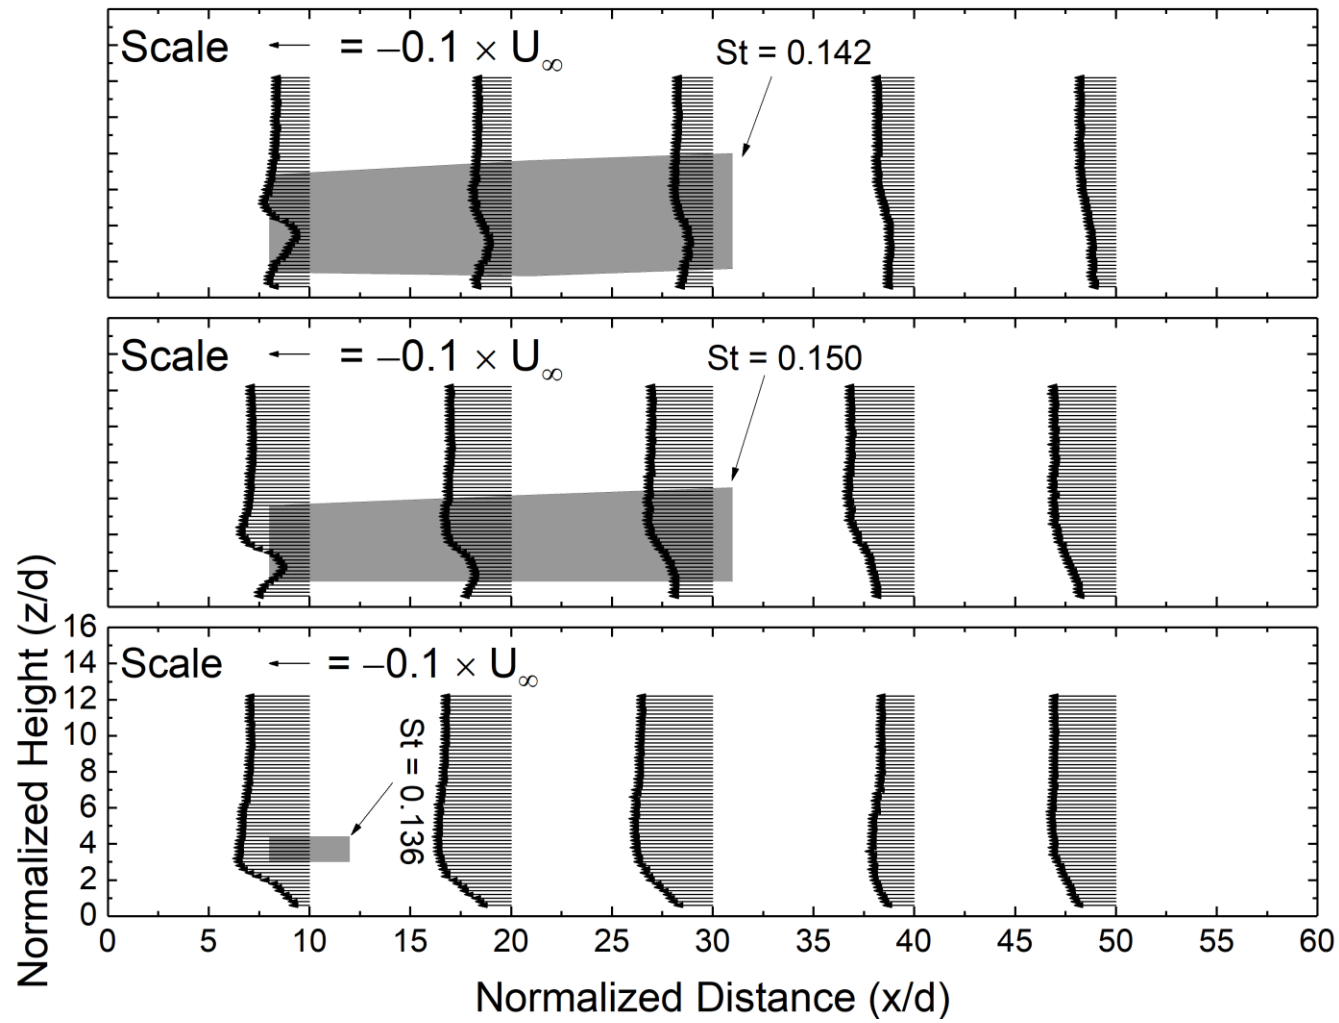 Scale ← = −0.1 × U∞
St = 0.142
Scale ← = −0.1 × U∞
St = 0.150
Scale ← = −0.1 × U∞
St = 0.136
Normalized Height (z/d)
16
14
12
10
8
6
4
2
0
0 5 10 15 20 25 30 35 40 45 50 55 60
Normalized Distance (x/d)